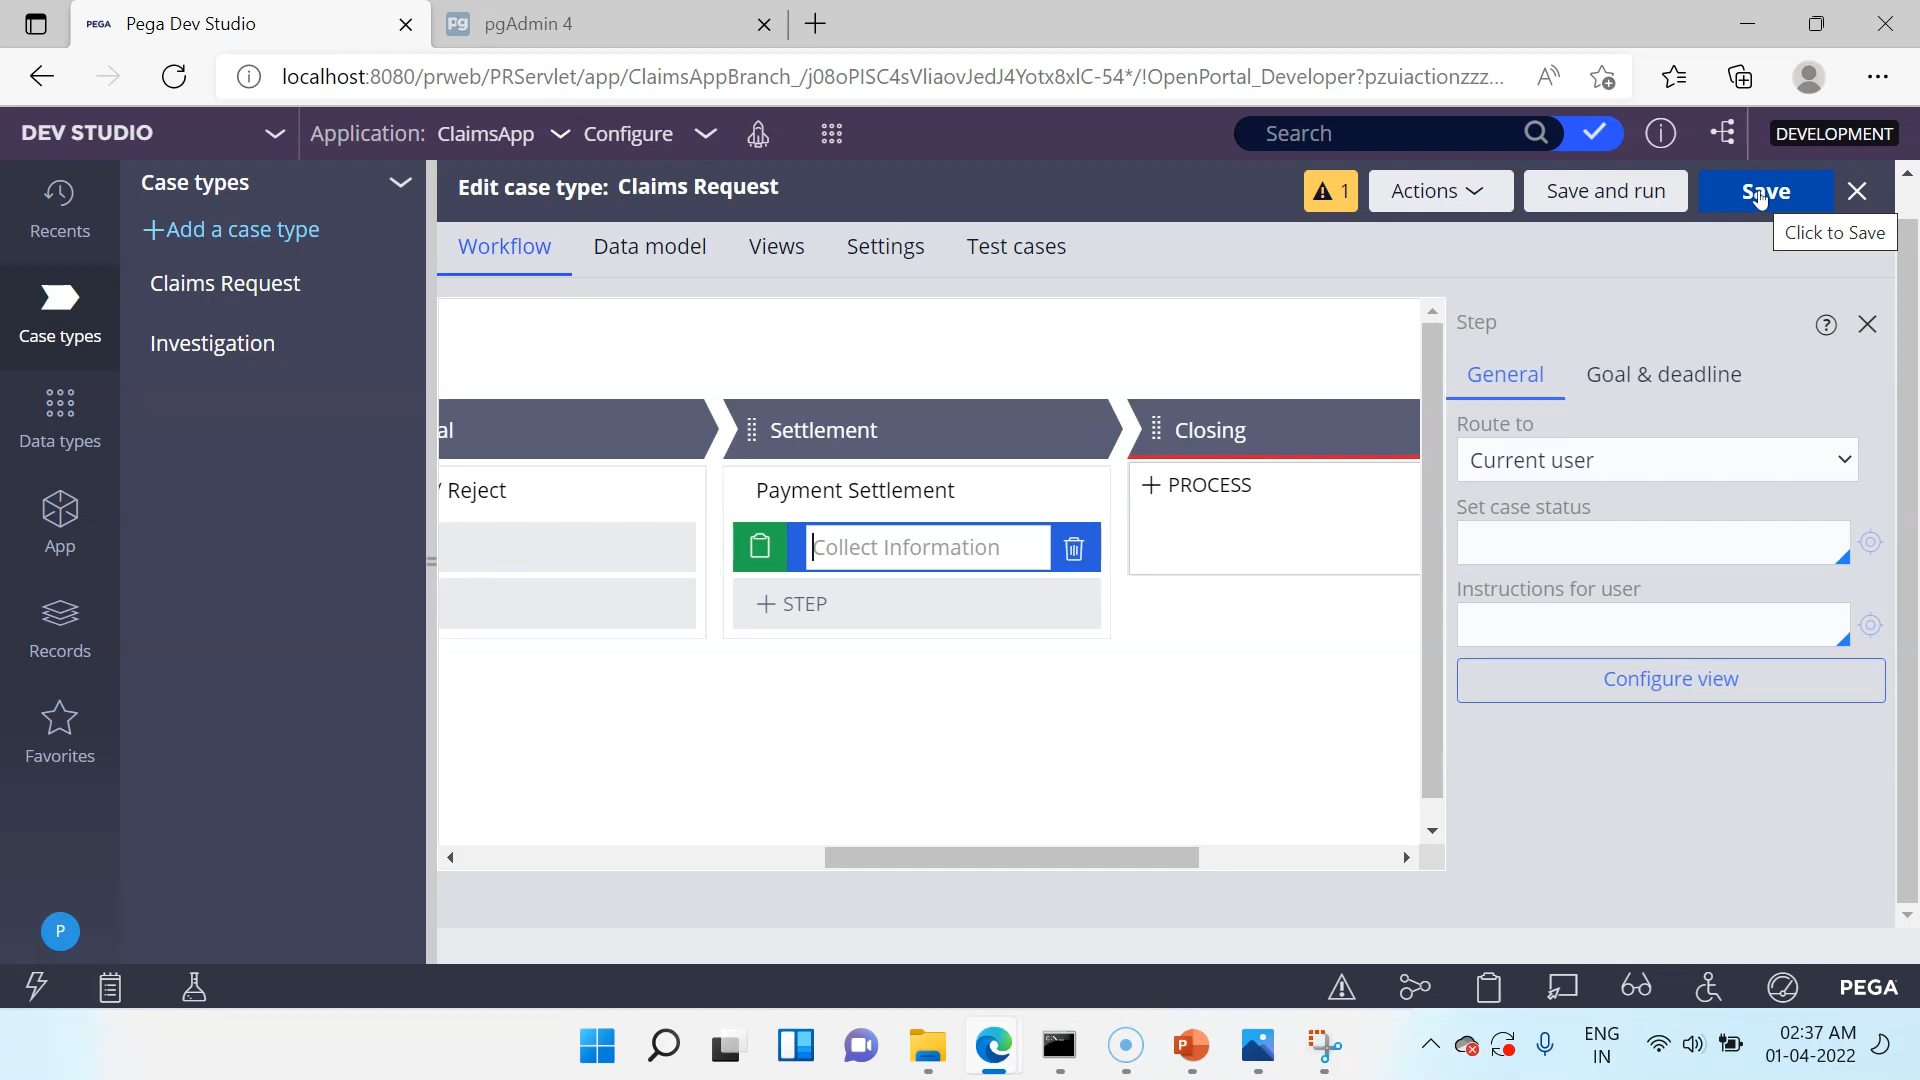 PEGA Pega Dev Studio
pg pgAdmin 4
localhost:8080/prweb/PRServlet/app/ClaimsAppBranch_/j08oPISC4sVliaovJedJ4Yotx8xlC-54*/!OpenPortal_Developer?pzuiactionzzz...
DEV STUDIO
Application: ClaimsApp
Configure
Search
DEVELOPMENT
Recents
Case types
Data types
App
Records
Favorites
P
Case types
+Add a case type
Claims Request
Investigation
Edit case type: Claims Request
1
Actions
Save and run
Save
Click to Save
Workflow
Data model
Views
Settings
Test cases
al
Settlement
Closing
/ Reject
Payment Settlement
+ PROCESS
Collect Information
+ STEP
Step
General
Goal & deadline
Route to
Current user
Set case status
Instructions for user
Configure view
PEGA
ENG
IN
02:37 AM
01-04-2022